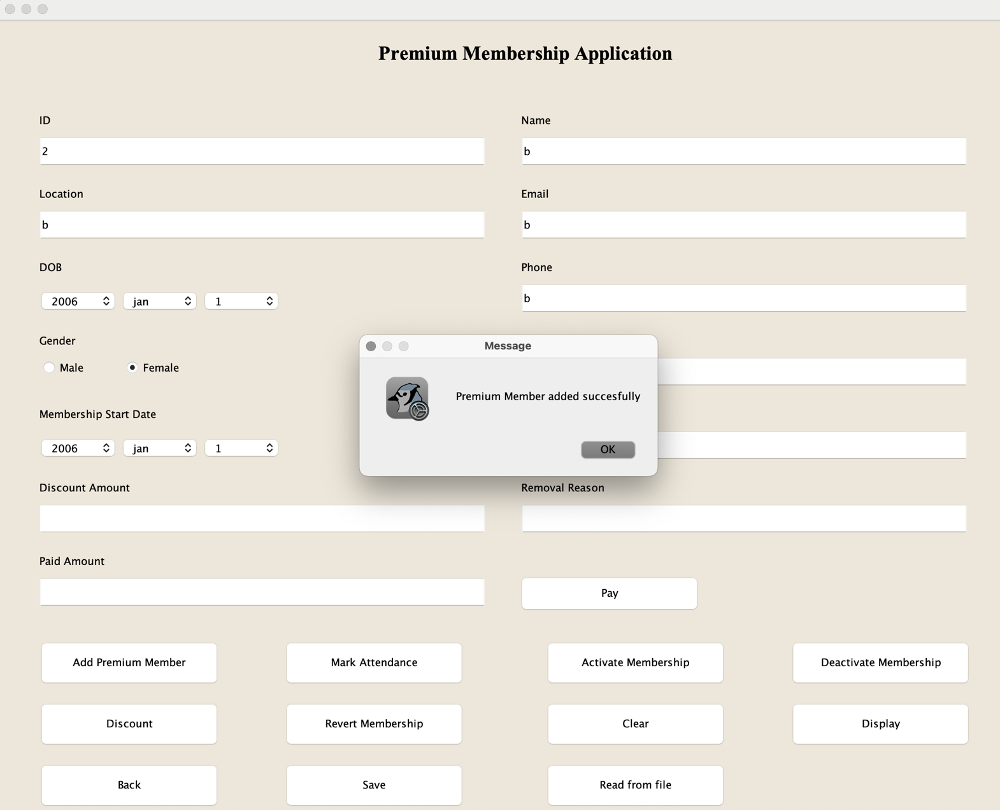 Premium Membership Application
ID
Name
2
b
Location
Email
b
b
DOB
Phone
2006 jan 1
b
Gender
Male Female
Message
Premium Member added succesfully
OK
Membership Start Date
2006 jan 1
Discount Amount
Removal Reason
Paid Amount
Pay
Add Premium Member
Mark Attendance
Activate Membership
Deactivate Membership
Discount
Revert Membership
Clear
Display
Back
Save
Read from file